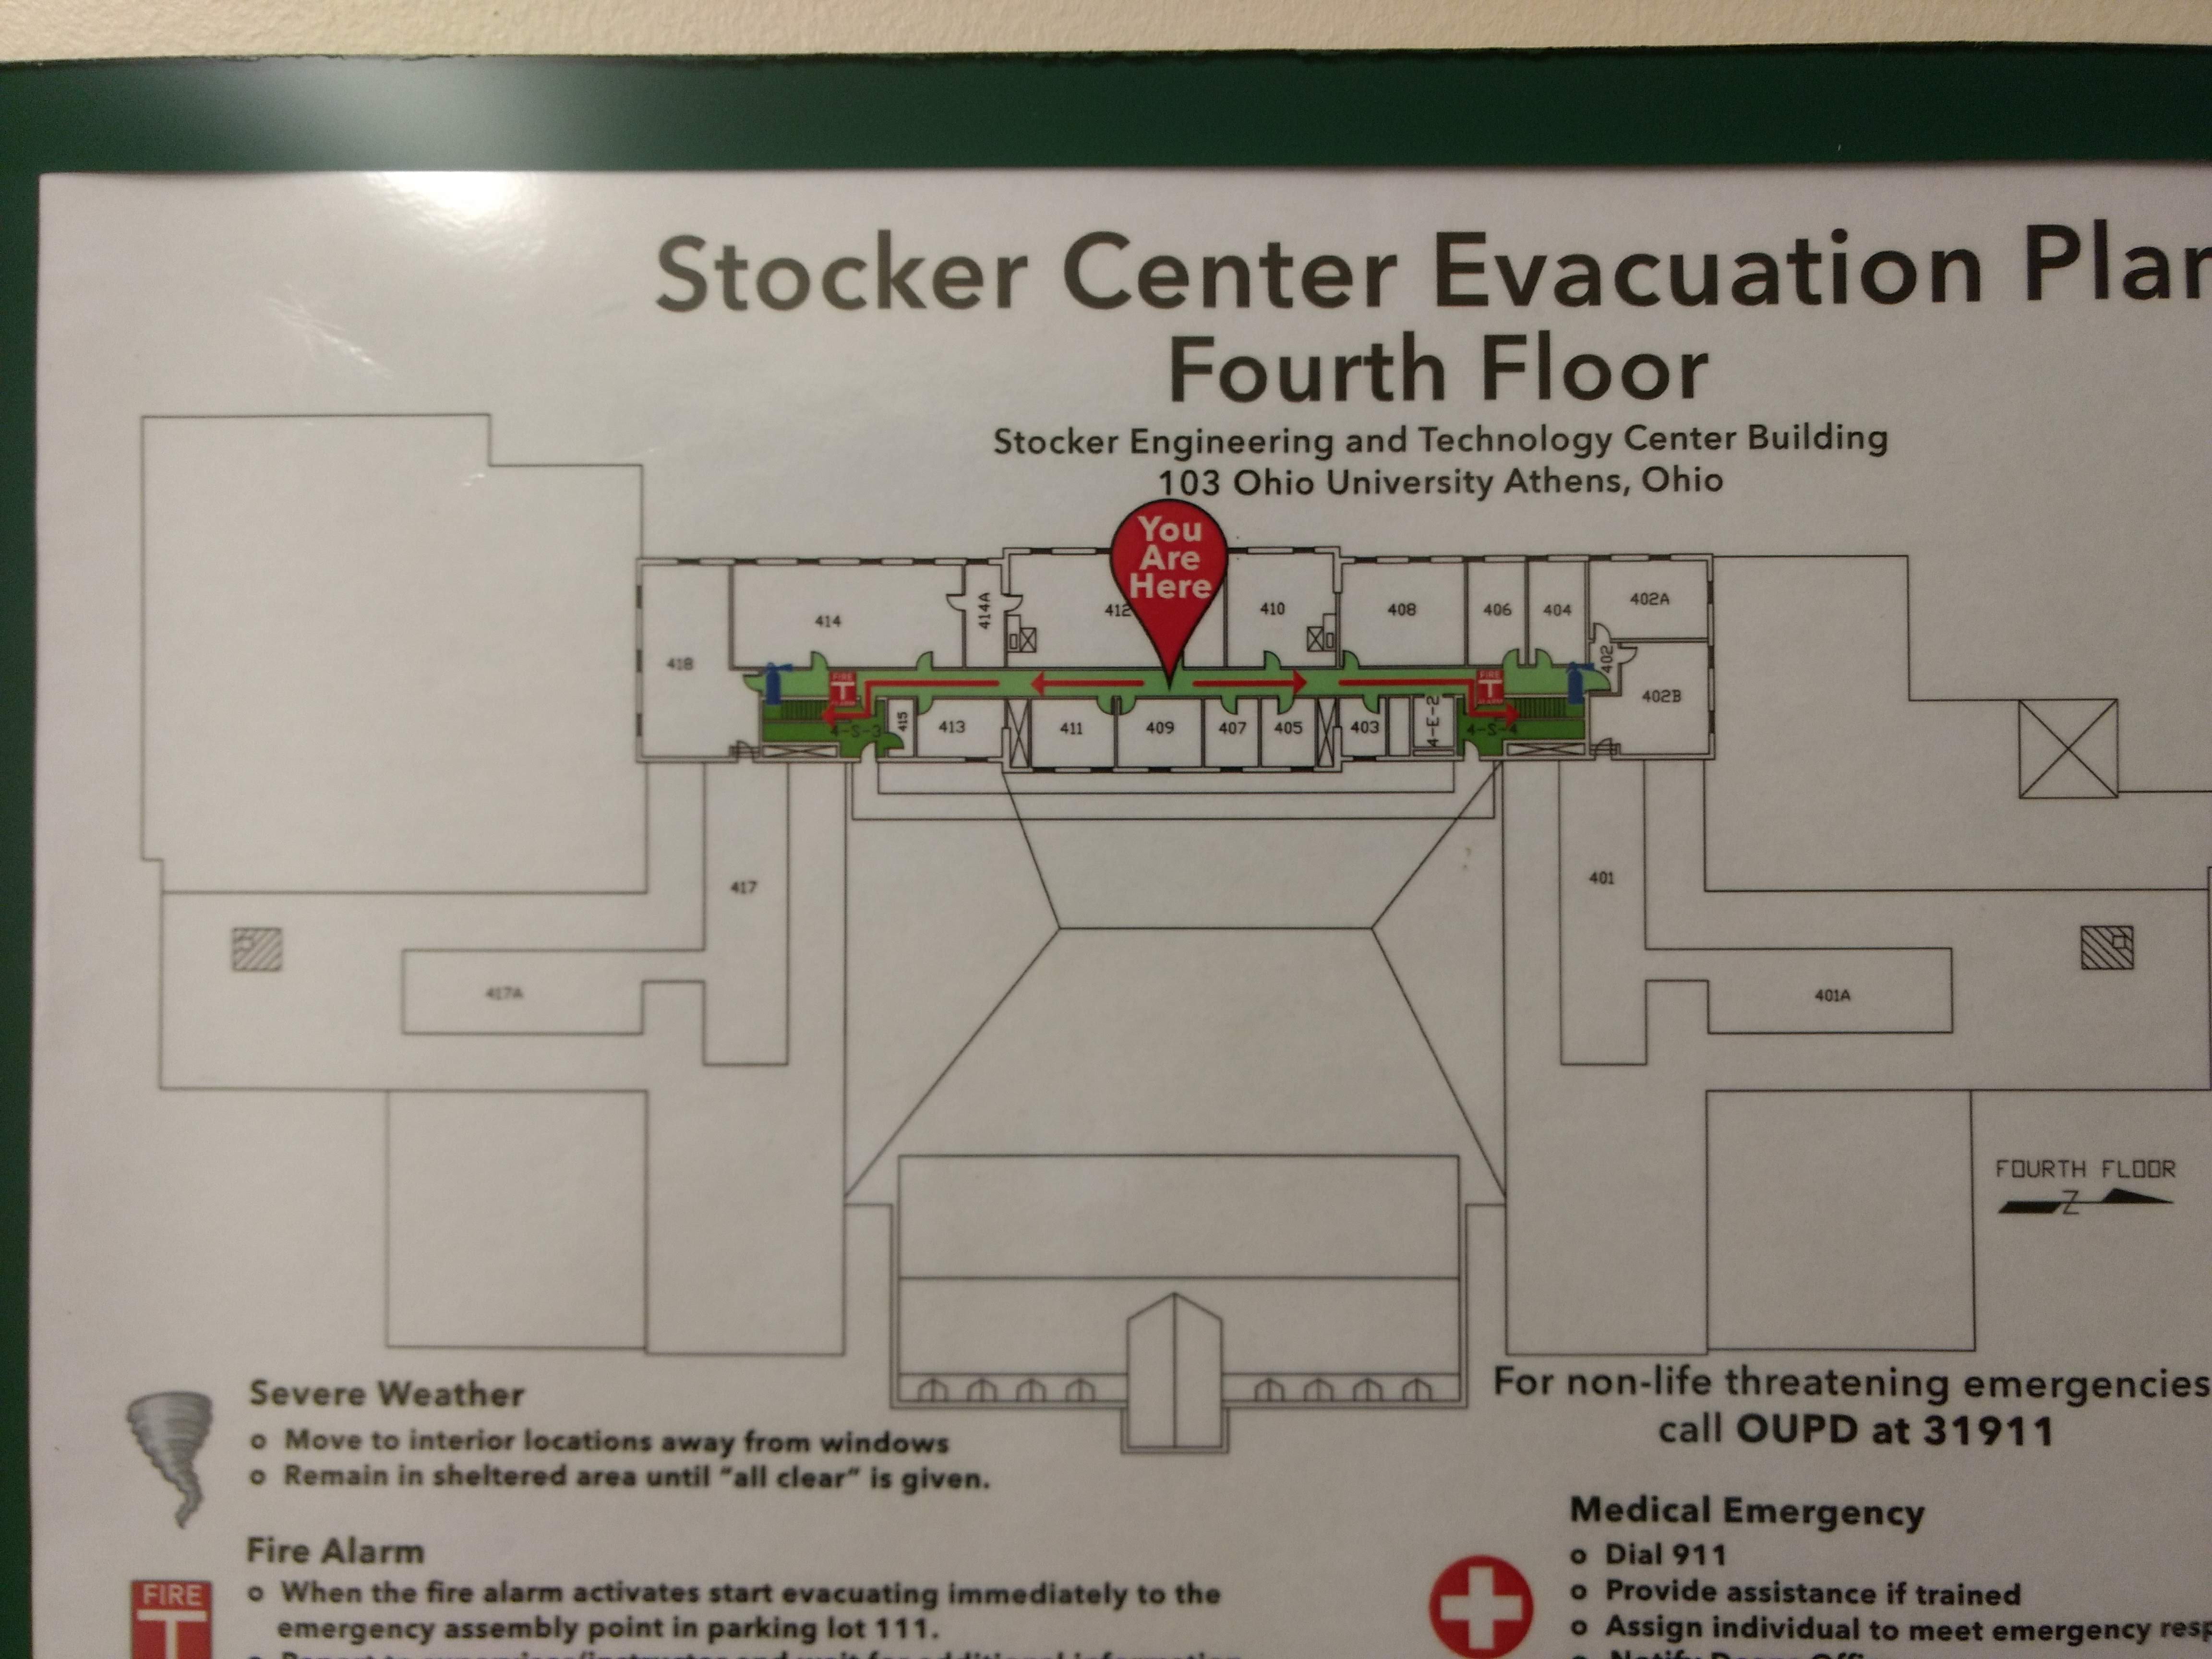 Stocker Center Evacuation Plan
Fourth Floor
Stocker Engineering and Technology Center Building
103 Ohio University Athens, Ohio
You
Are
Here
418
414
414A
412
410
408
406
404
402A
402
402B
FIRE
FIRE
4-S-3
415
413
411
409
407
405
403
4-E-2
4-S-4
417
401
417A
401A
FOURTH FLOOR
Z
Severe Weather
o Move to interior locations away from windows
o Remain in sheltered area until "all clear" is given.
Fire Alarm
FIRE
o When the fire alarm activates start evacuating immediately to the
emergency assembly point in parking lot 111.
For non-life threatening emergencies
call OUPD at 31911
Medical Emergency
o Dial 911
o Provide assistance if trained
o Assign individual to meet emergency resp